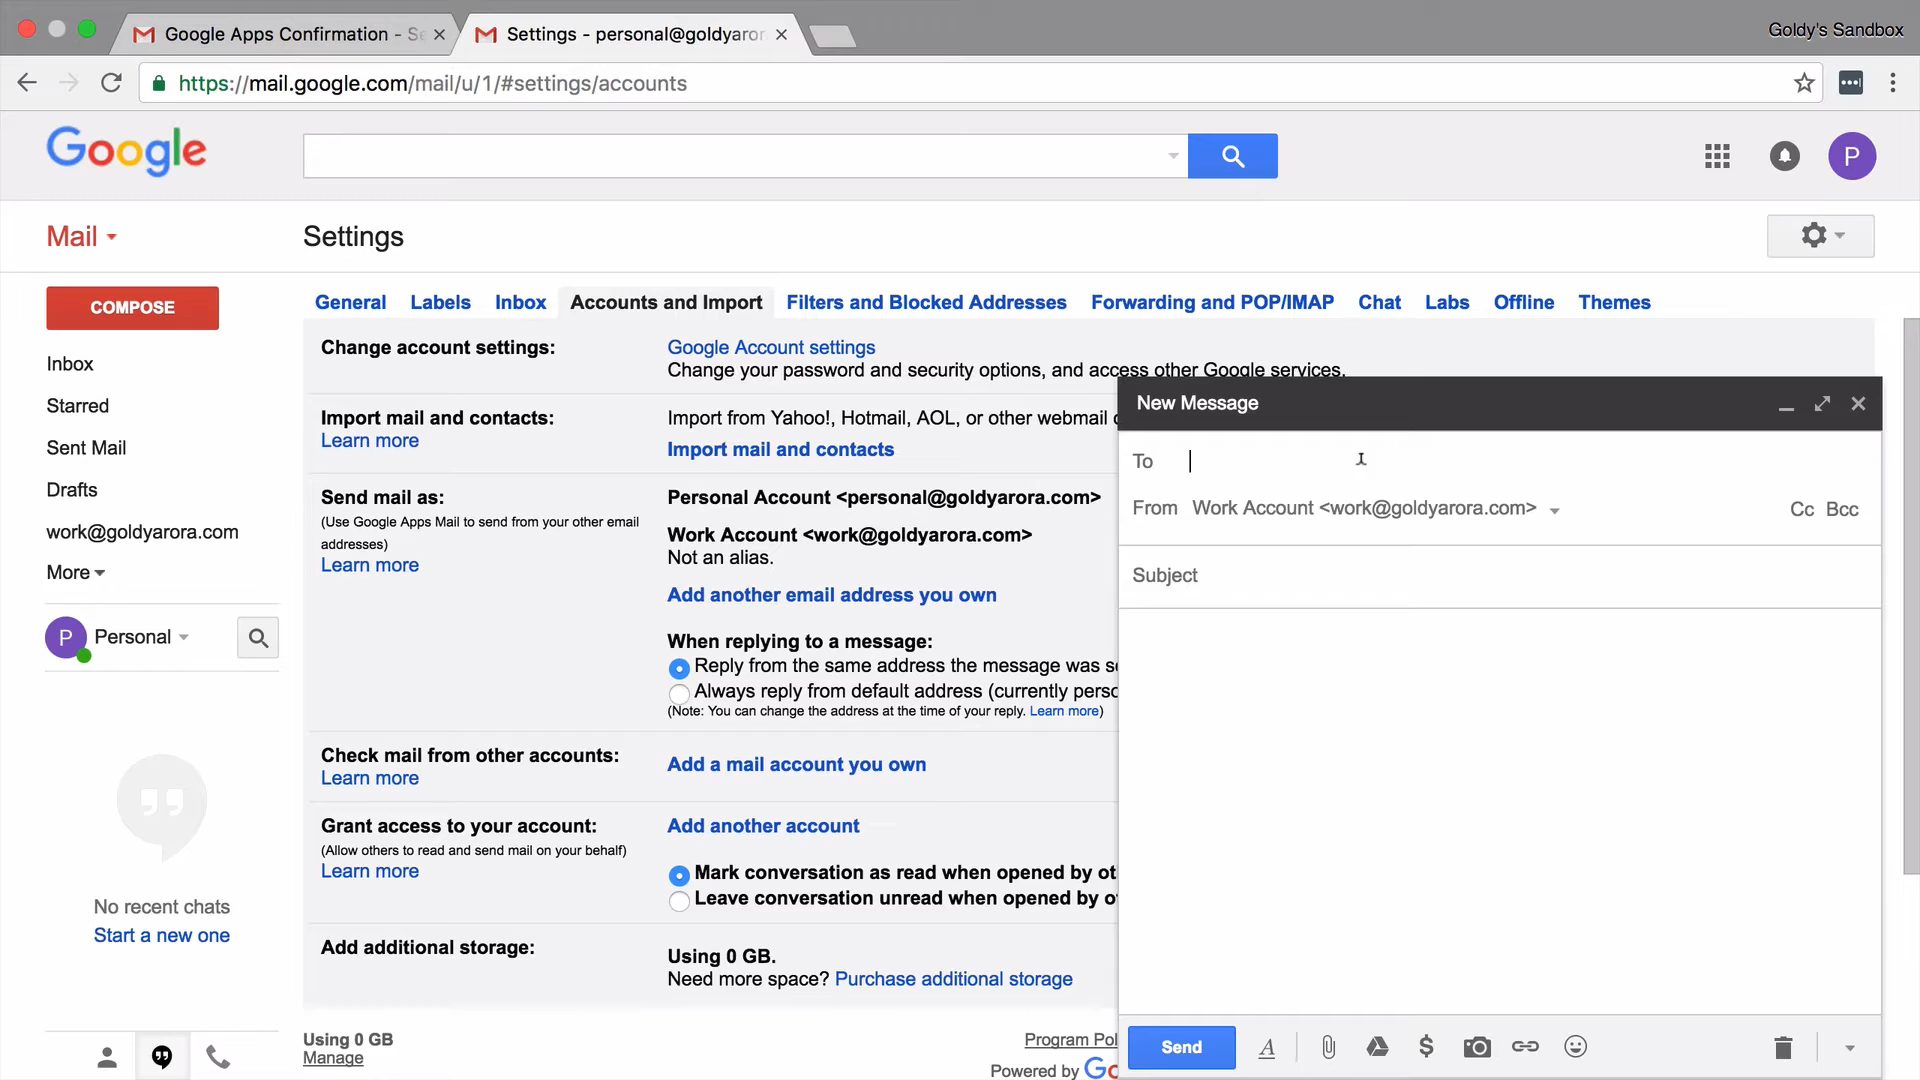 Google Apps Confirmation - Se
Settings - personal@goldyaror
Goldy's Sandbox
https://mail.google.com/mail/u/1/#settings/accounts
Google
P
Mail
Settings
COMPOSE
Inbox
Starred
Sent Mail
Drafts
work@goldyarora.com
More
P Personal
No recent chats
Start a new one
General Labels Inbox Accounts and Import Filters and Blocked Addresses Forwarding and POP/IMAP Chat Labs Offline Themes
Change account settings:
Google Account settings
Change your password and security options, and access other Google services.
Import mail and contacts:
Learn more
Import from Yahoo!, Hotmail, AOL, or other webmail
Import mail and contacts
Send mail as:
(Use Google Apps Mail to send from your other email
addresses)
Learn more
Personal Account <personal@goldyarora.com>
Work Account <work@goldyarora.com>
Not an alias.
Add another email address you own
When replying to a message:
Reply from the same address the message was se
Always reply from default address (currently perso
(Note: You can change the address at the time of your reply. Learn more)
Check mail from other accounts:
Learn more
Add a mail account you own
Grant access to your account:
(Allow others to read and send mail on your behalf)
Learn more
Add another account
Mark conversation as read when opened by ot
Leave conversation unread when opened by o
Add additional storage:
Using 0 GB.
Need more space? Purchase additional storage
Using 0 GB
Manage
Program Pol
Powered by Go
New Message
To
From Work Account <work@goldyarora.com>
Cc Bcc
Subject
Send